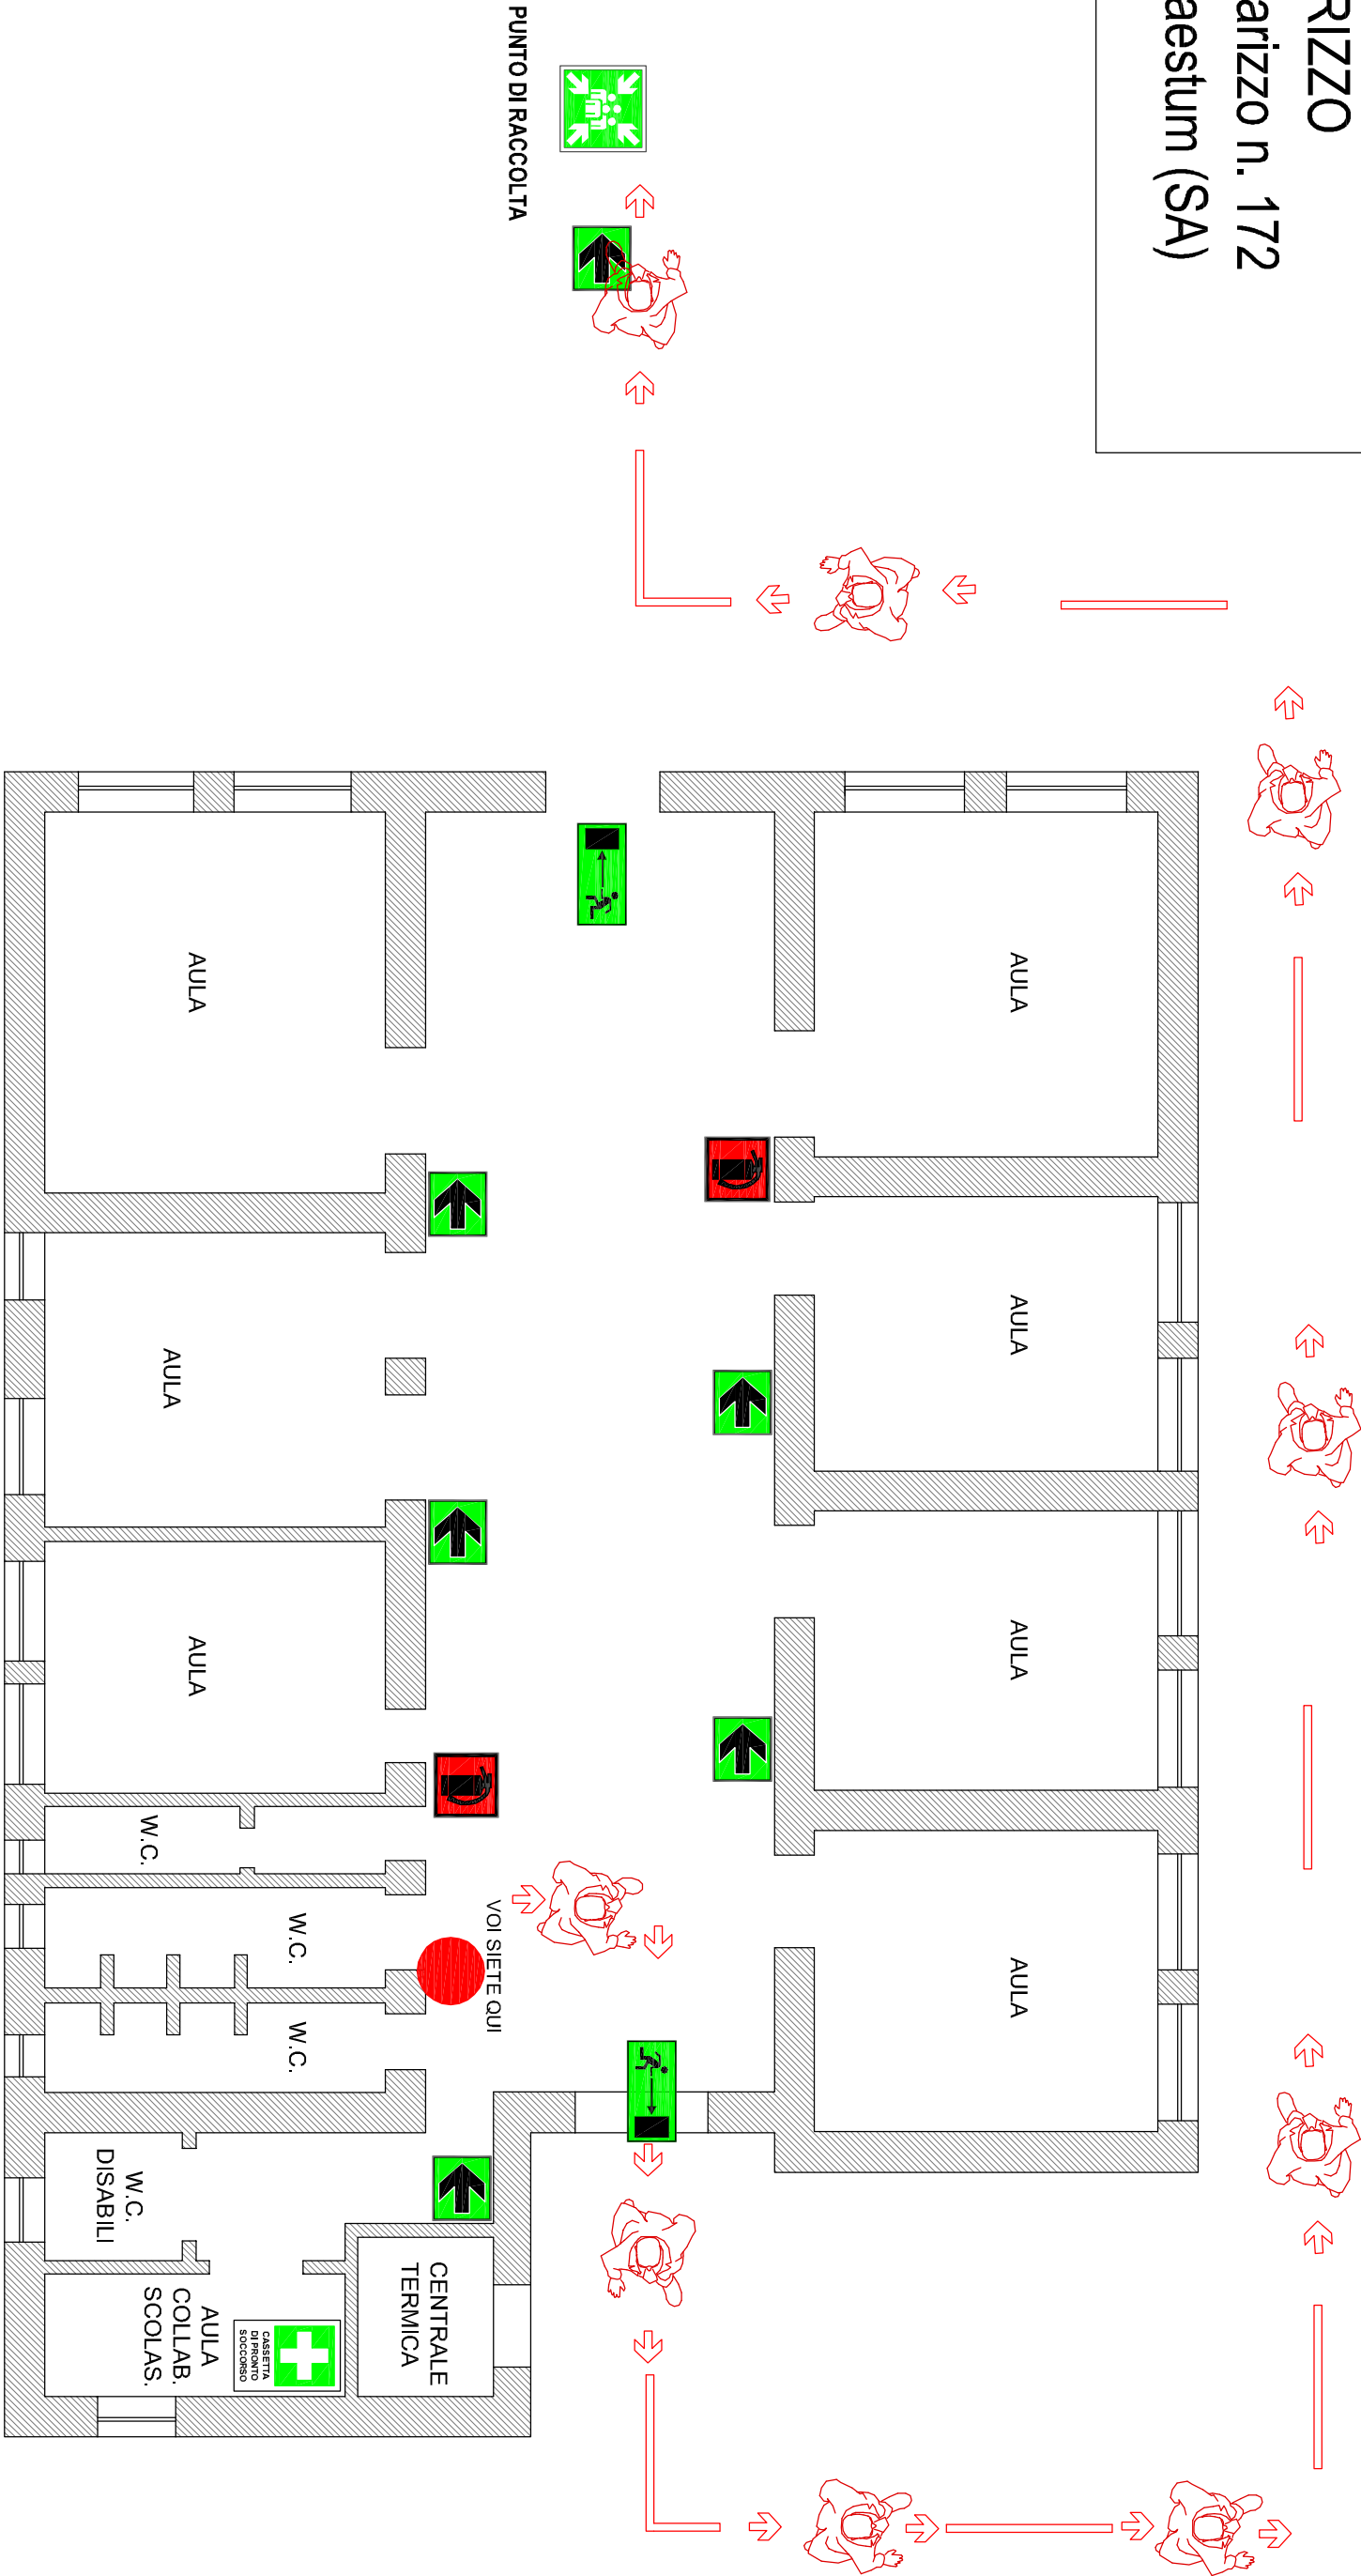 RIZZO
arizzo n. 172
aestum (SA)
PUNTO DI RACCOLTA
AULA
AULA
AULA
AULA
AULA
AULA
AULA
VOI SIETE QUI
W.C.
W.C.
W.C.
W.C.
DISABILI
CENTRALE
TERMICA
CASSETTA
DI PRONTO
SOCCORSO
AULA
COLLAB.
SCOLAS.